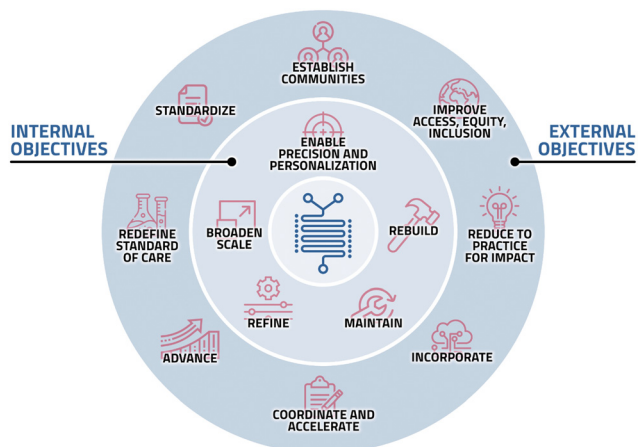 ESTABLISH
COMMUNITIES
STANDARDIZE
IMPROVE
ACCESS, EQUITY,
INCLUSION
INTERNAL
OBJECTIVES
EXTERNAL
OBJECTIVES
ENABLE
PRECISION AND
PERSONALIZATION
REDEFINE
STANDARD
OF CARE
BROADEN
SCALE
REBUILD
REDUCE TO
PRACTICE
FOR IMPACT
REFINE
MAINTAIN
ADVANCE
INCORPORATE
COORDINATE AND
ACCELERATE